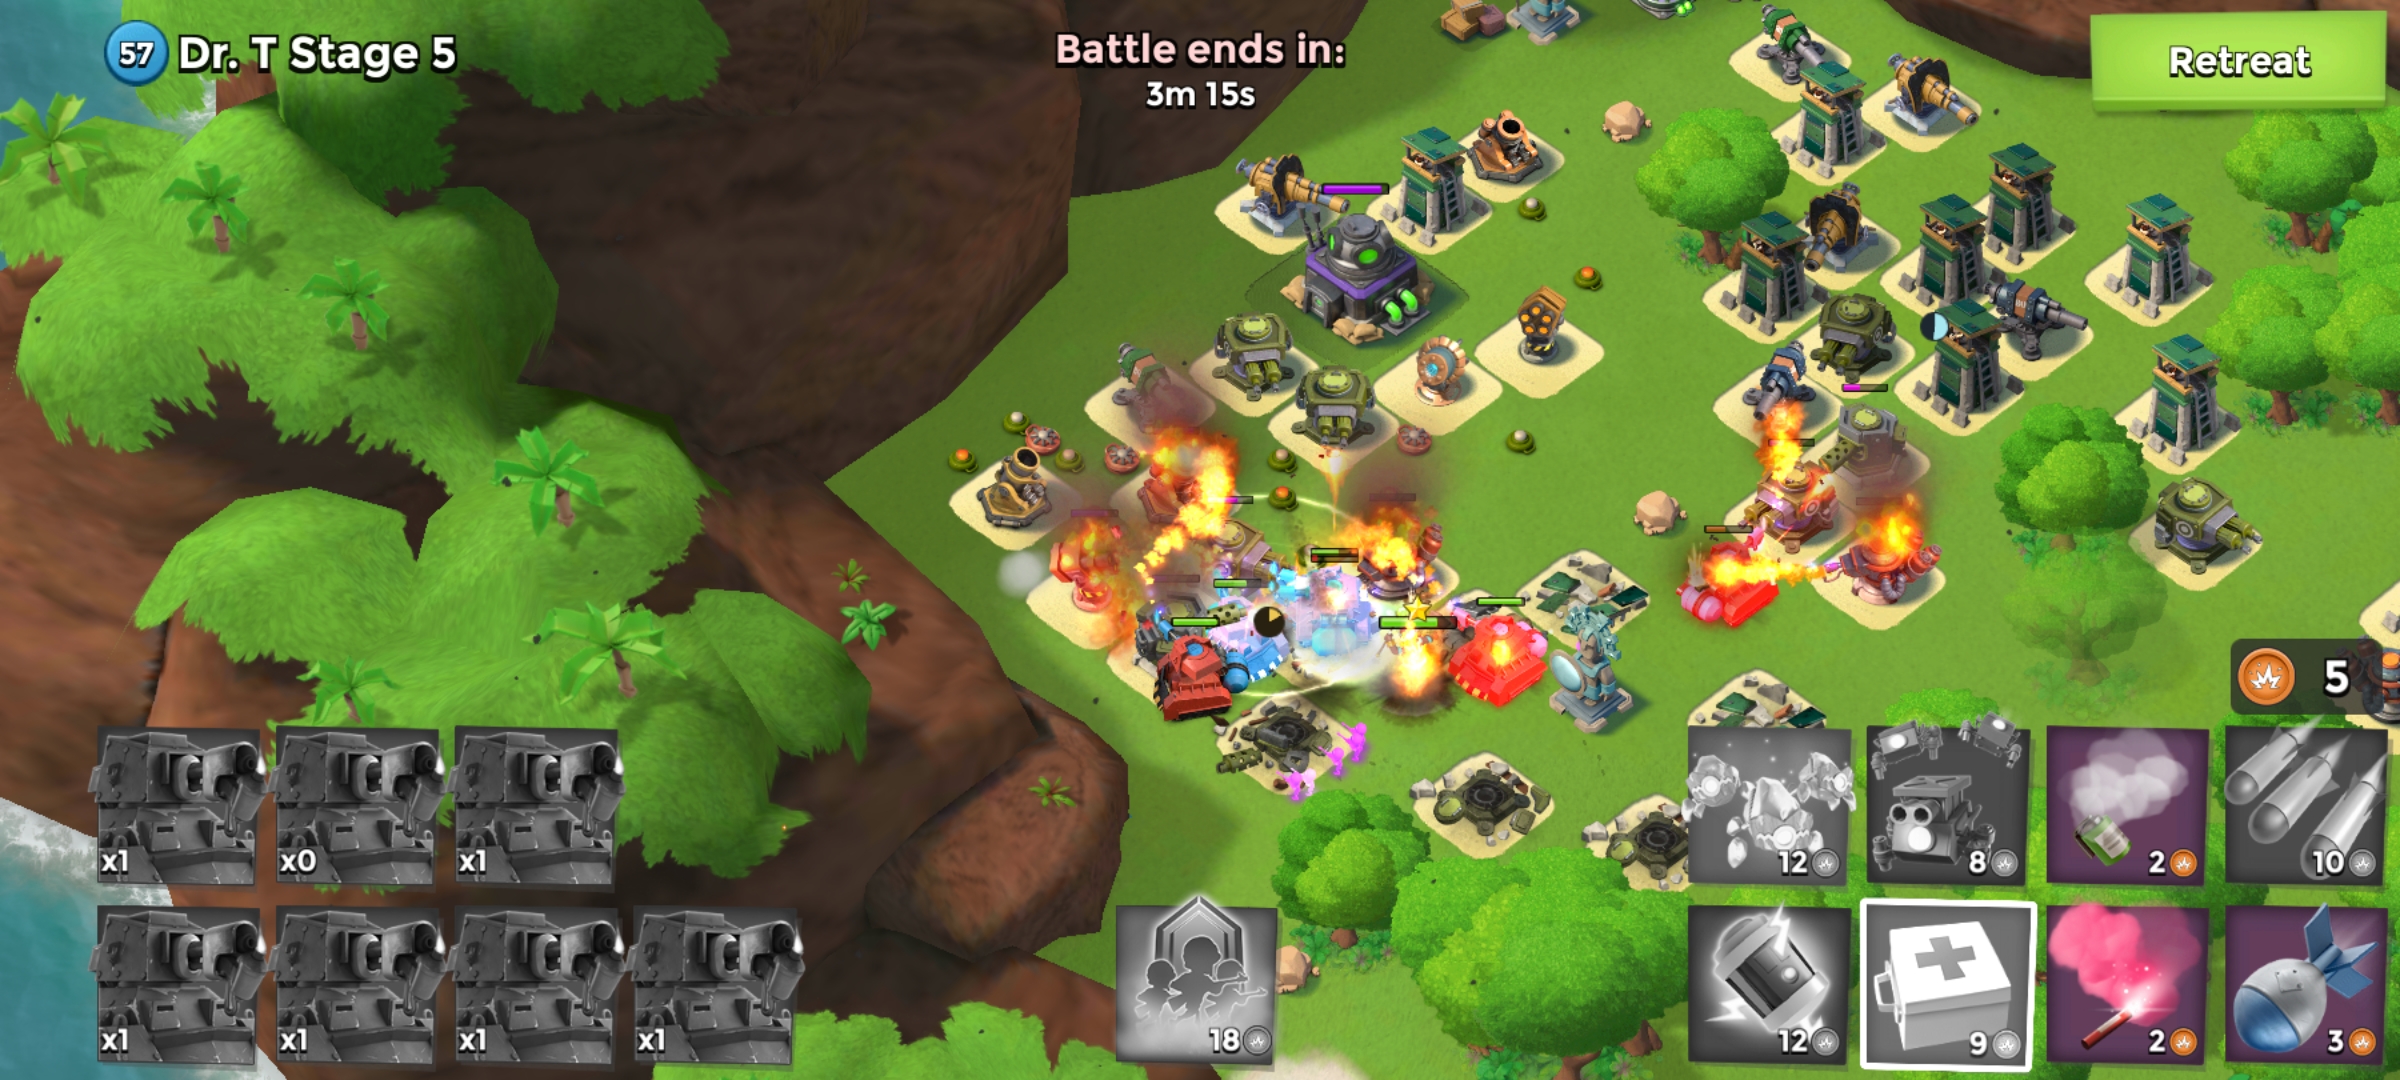 57 Dr. T Stage 5
Battle ends in:
3m 15s
Retreat
5
x1
x0
x1
12
8
2
10
x1
x1
x1
x1
18
12
9
2
3